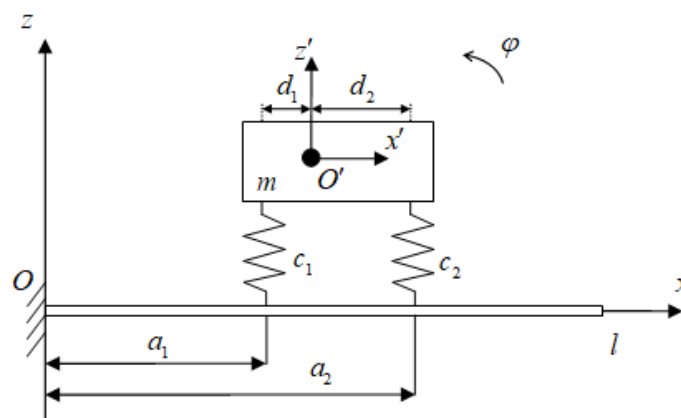 z
z′
φ
d₁
d₂
x′
O′
m
c₁
c₂
O
x
a₁
l
a₂